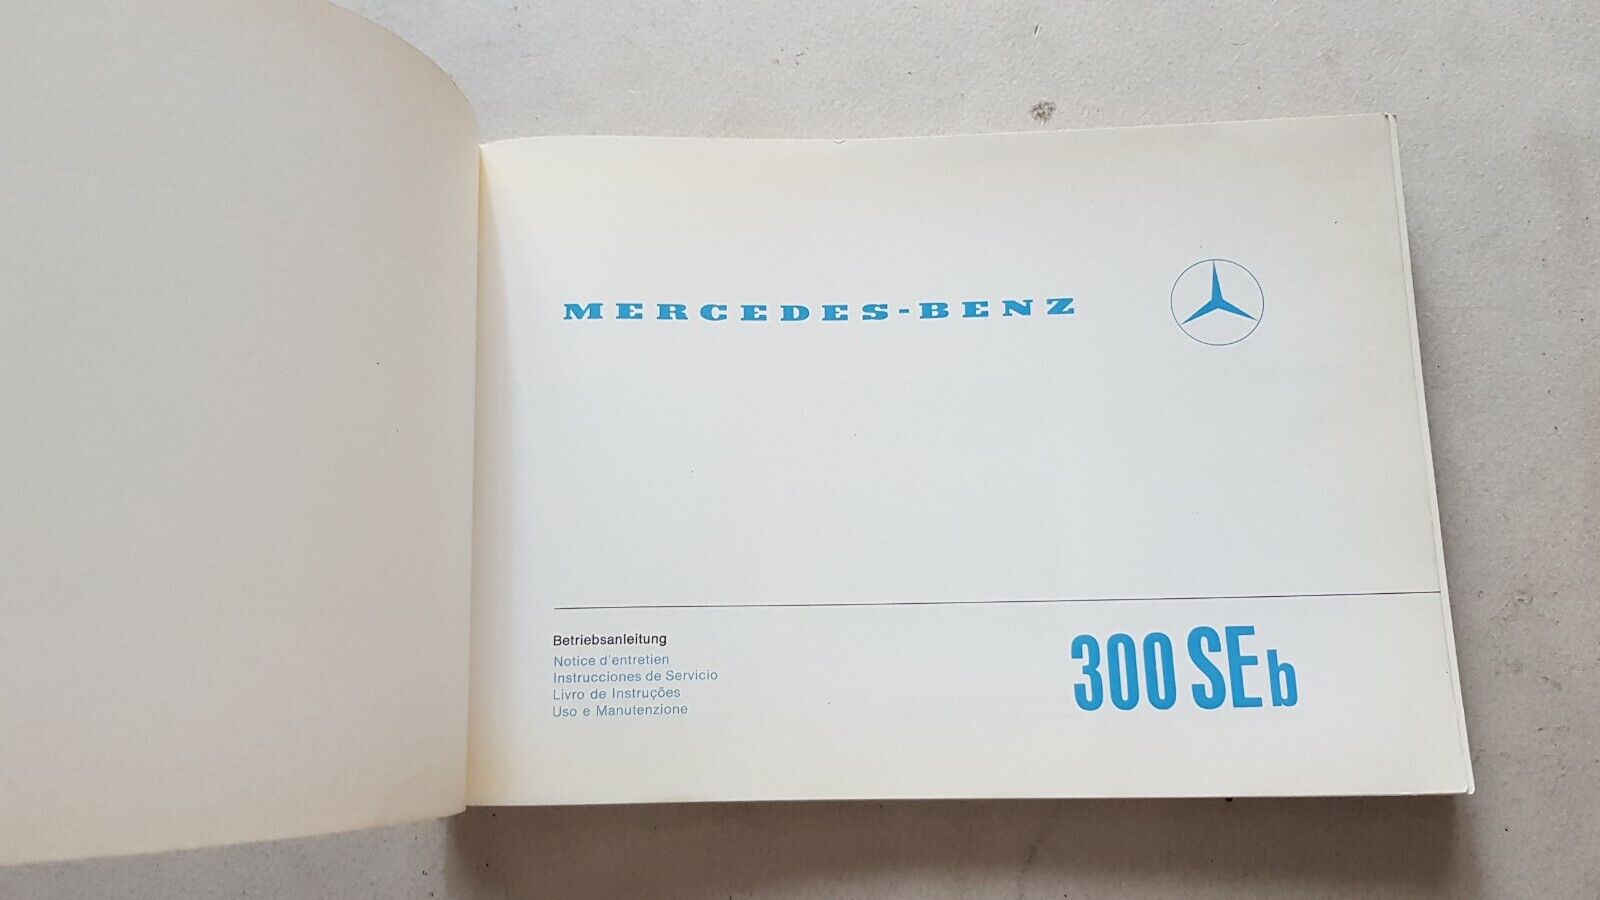 MERCEDES-BENZ
Betriebsanleitung
Notice d'entretien
Instrucciones de Servicio
Livro de Instruções
Uso e Manutenzione
300 SEb